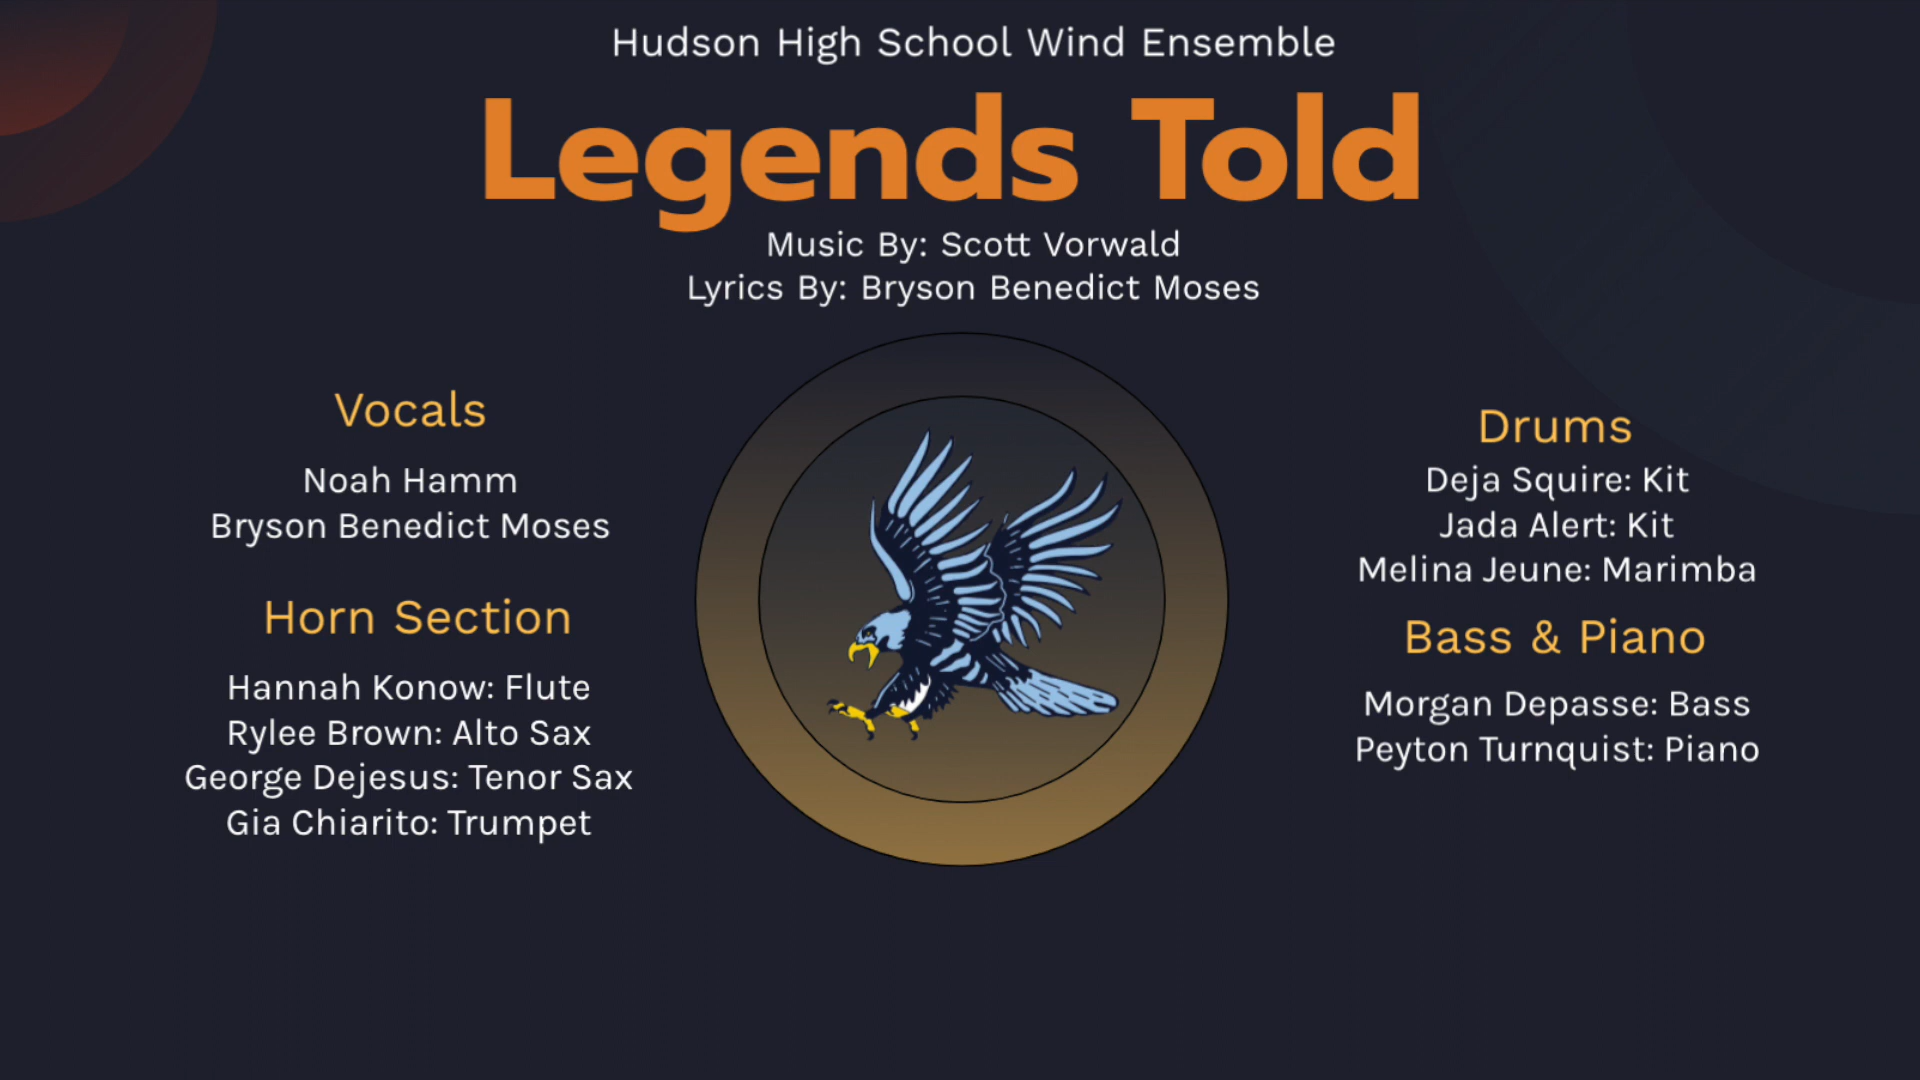 Hudson High School Wind Ensemble
Legends Told
Music By: Scott Vorwald
Lyrics By: Bryson Benedict Moses
Vocals
Noah Hamm
Bryson Benedict Moses
Horn Section
Hannah Konow: Flute
Rylee Brown: Alto Sax
George Dejesus: Tenor Sax
Gia Chiarito: Trumpet
Drums
Deja Squire: Kit
Jada Alert: Kit
Melina Jeune: Marimba
Bass & Piano
Morgan Depasse: Bass
Peyton Turnquist: Piano